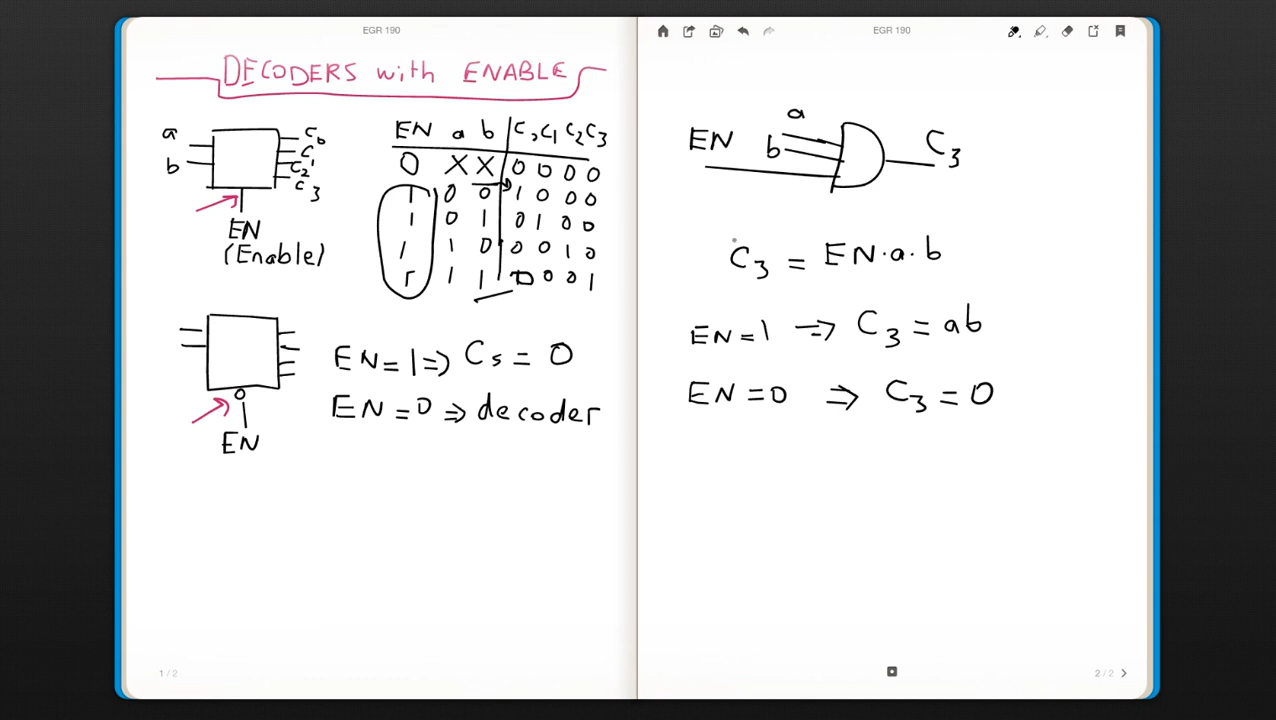 EGR 190
DECODERS with ENABLE
a
b
C0
C1
C2
C3
EN
(Enable)
EN a b C0 C1 C2 C3
0 X X 0 0 0 0
1 0 0 1 0 0 0
1 0 1 0 1 0 0
1 1 0 0 0 1 0
1 1 1 0 0 0 1
EN
EN = 1 => Cs = 0
EN = 0 => decoder
1 / 2
EGR 190
a
EN b C3
C3 = EN·a·b
EN = 1 => C3 = ab
EN = 0 => C3 = 0
2 / 2